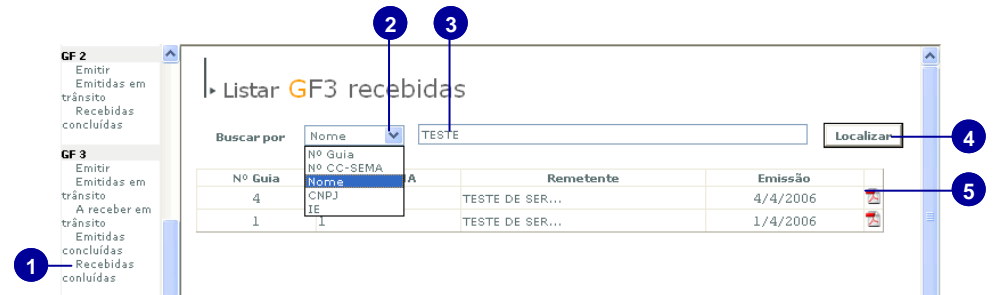 2
3
GF 2
Emitir
Emitidas em
trânsito
Recebidas
concluídas
GF 3
Emitir
Emitidas em
trânsito
A receber em
trânsito
Emitidas
concluídas
1
Recebidas
conluídas
Listar GF3 recebidas
Buscar por Nome TESTE Localizar
4
Nº Guia
Nº CC-SEMA
Nome
CNPJ
IE
Nº Guia MA Remetente Emissão
4 TESTE DE SER... 4/4/2006
5
1 1 TESTE DE SER... 1/4/2006